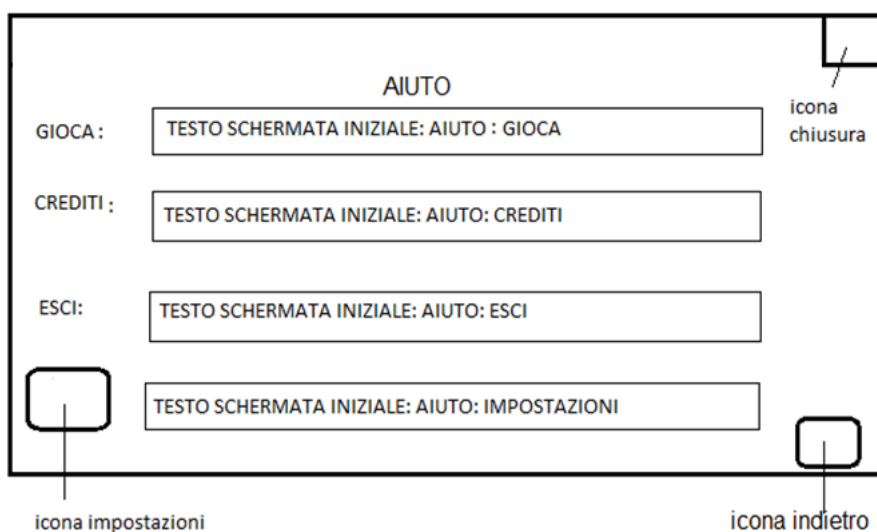 AIUTO
icona
chiusura
GIOCA :
TESTO SCHERMATA INIZIALE: AIUTO : GIOCA
CREDITI :
TESTO SCHERMATA INIZIALE: AIUTO: CREDITI
ESCI:
TESTO SCHERMATA INIZIALE: AIUTO: ESCI
TESTO SCHERMATA INIZIALE: AIUTO: IMPOSTAZIONI
icona impostazioni
icona indietro